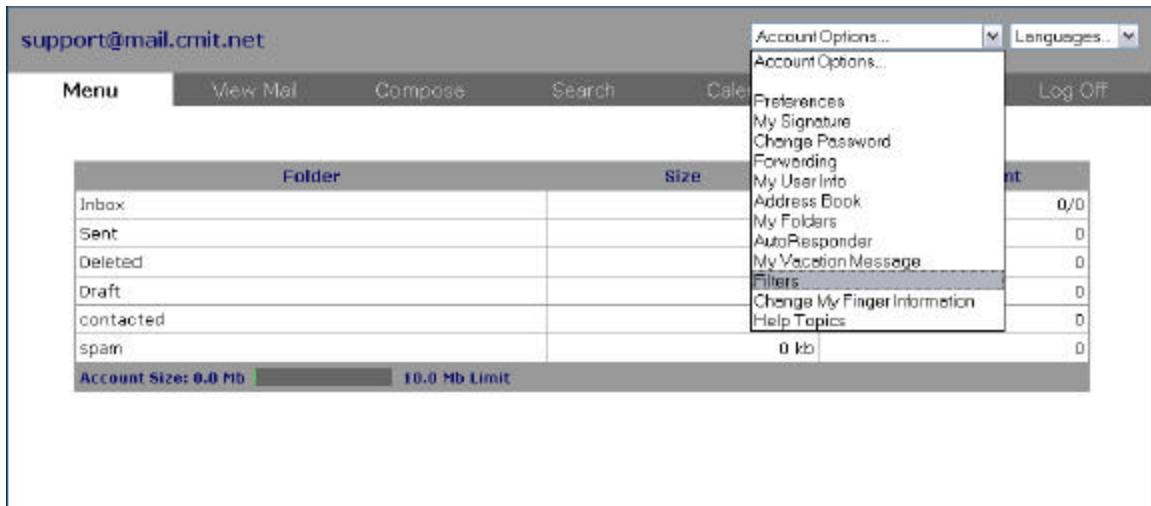 support@mail.cmit.net
Account Options...
Languages...
Account Options...
Preferences
My Signature
Change Password
Forwarding
My User Info
Address Book
My Folders
AutoResponder
My Vacation Message
Filters
Change My Finger Information
Help Topics
Menu View Mail Compose Search Cale Log Off
Folder Size nt
Inbox 0/0
Sent 0
Deleted 0
Draft 0
contacted 0
spam 0 kb 0
Account Size: 0.0 Mb 10.0 Mb Limit